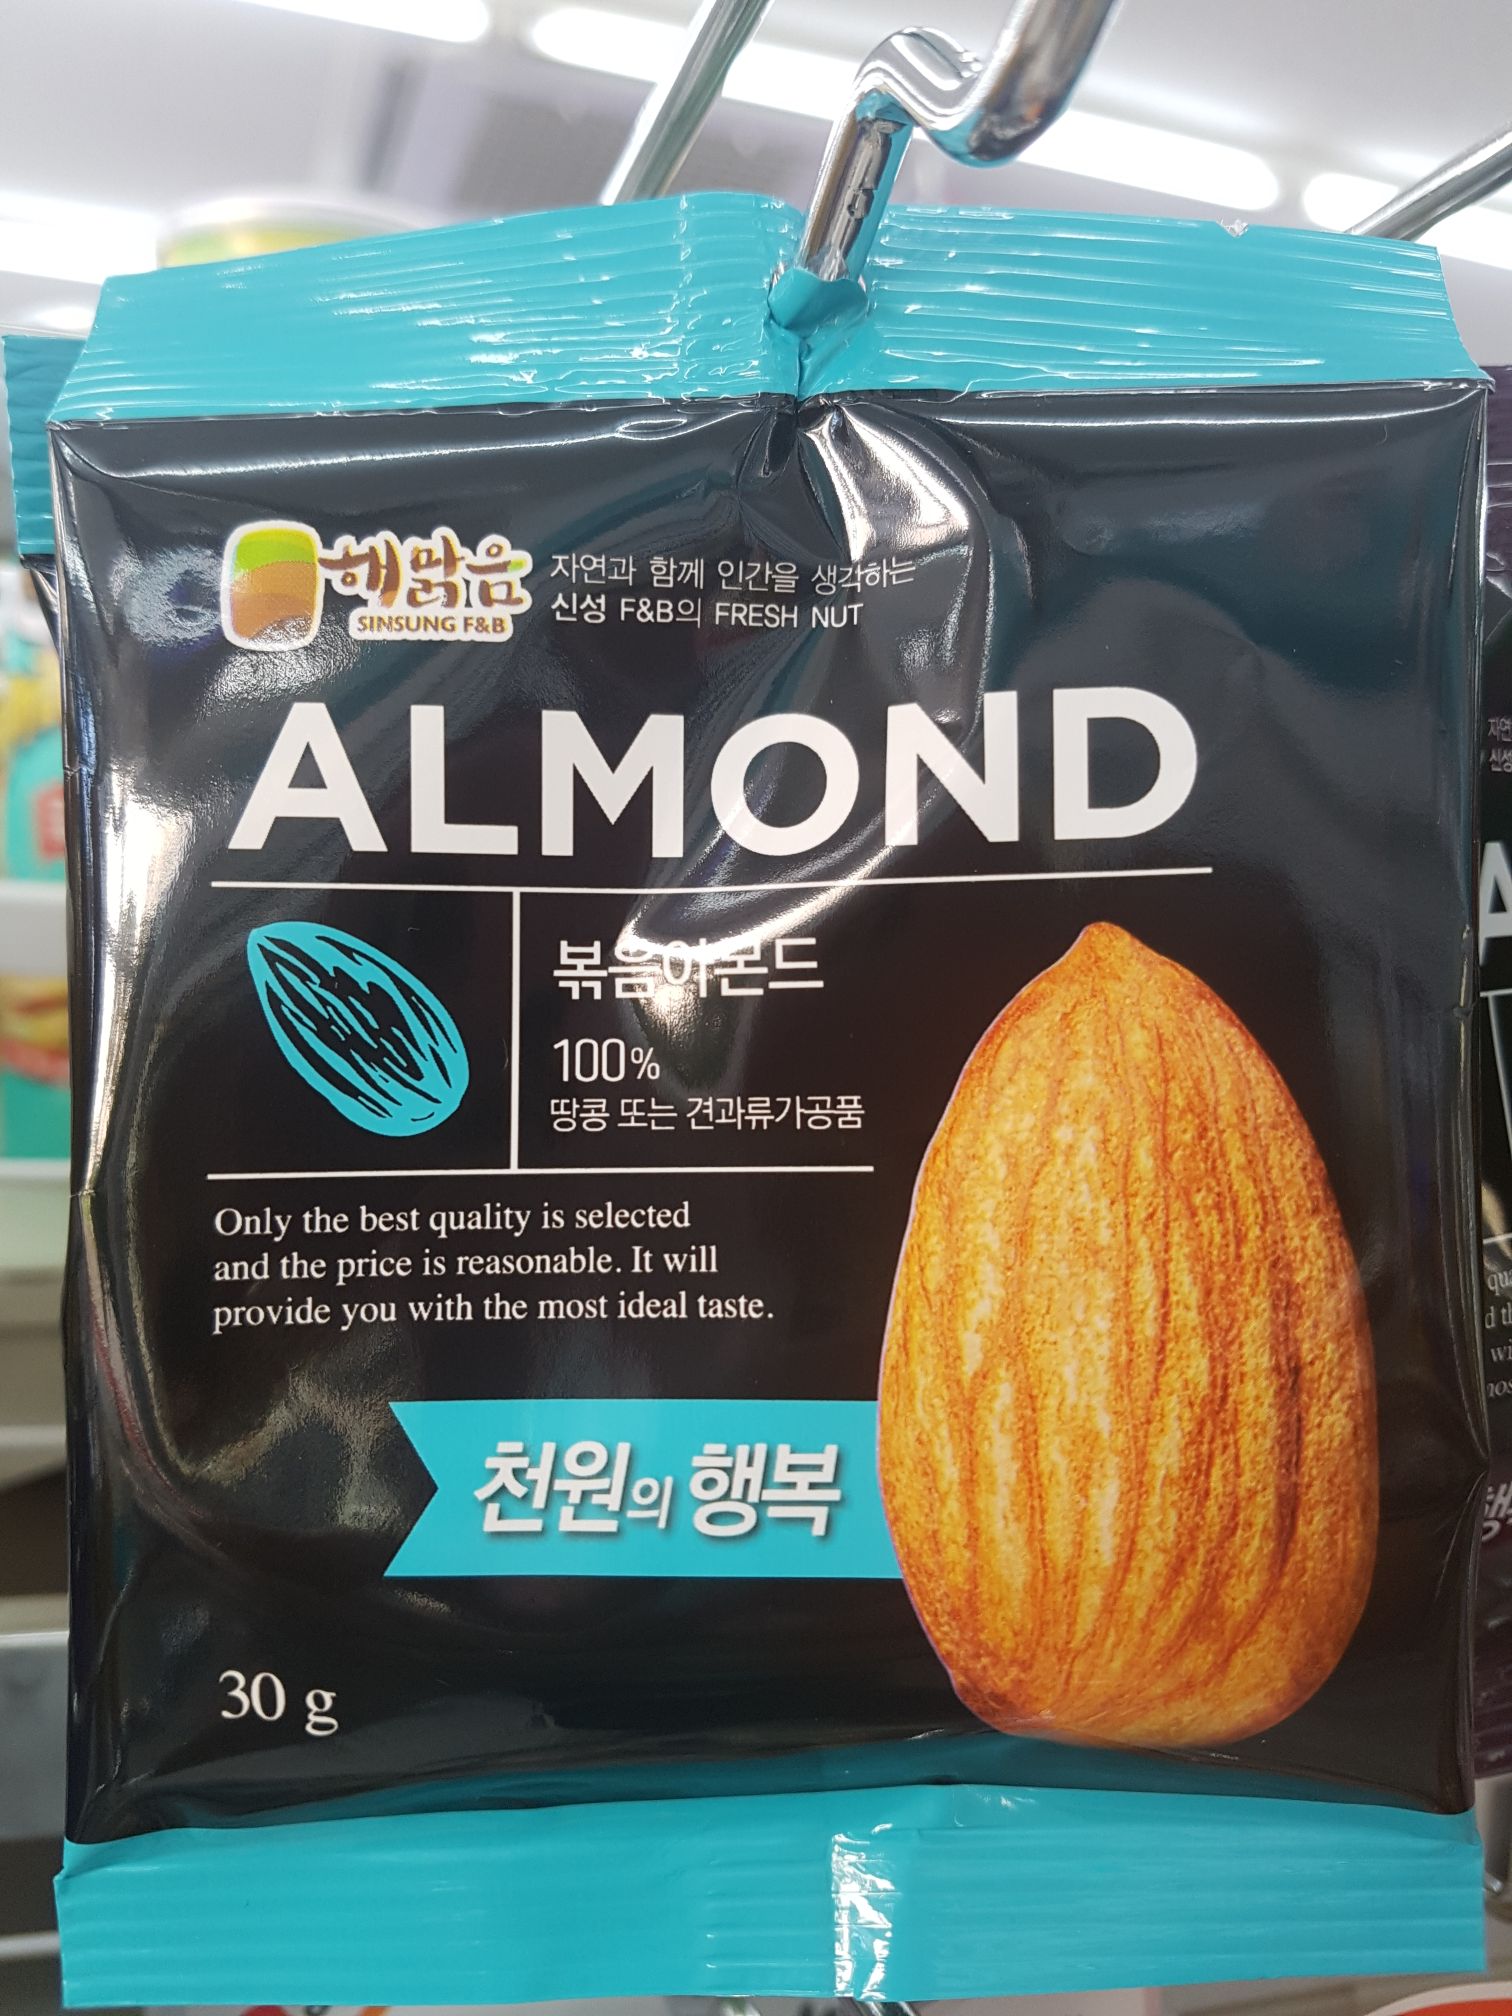 해맑음
SINSUNG F&B
자연과 함께 인간을 생각하는
신성 F&B의 FRESH NUT
ALMOND
볶음아몬드
100%
땅콩 또는 견과류가공품
Only the best quality is selected
and the price is reasonable. It will
provide you with the most ideal taste.
천원의 행복
30 g